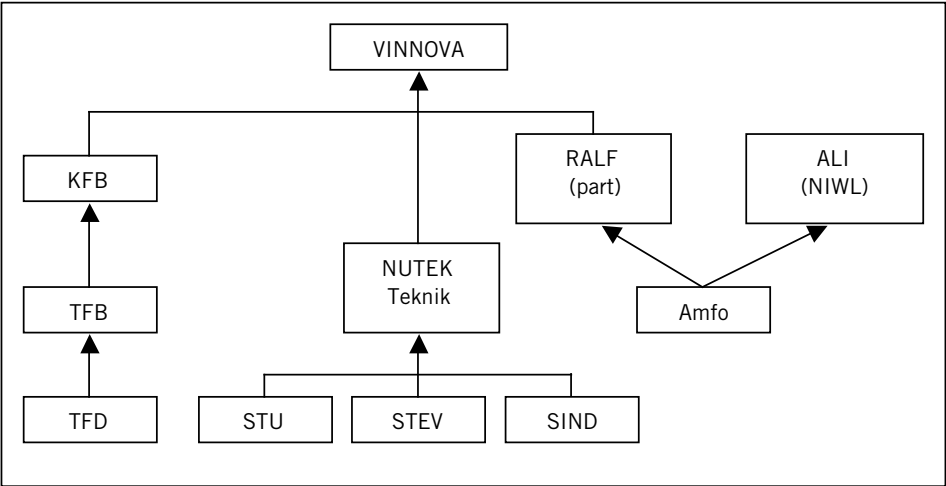 VINNOVA
KFB
RALF
(part)
ALI
(NIWL)
NUTEK
Teknik
TFB
Amfo
TFD
STU
STEV
SIND